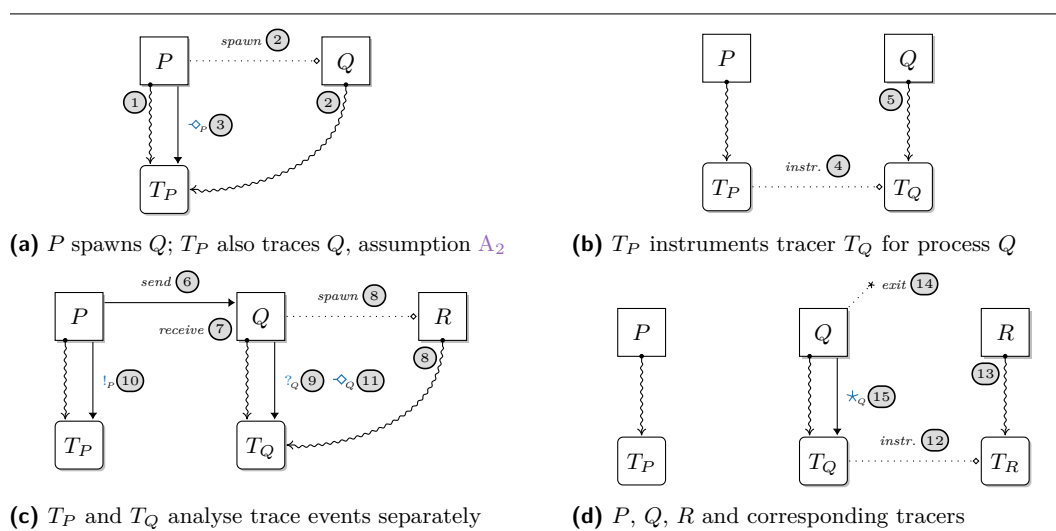 spawn 2
P
Q
1
2
⟜P 3
T_P
(a) P spawns Q; T_P also traces Q, assumption A_2
P
Q
5
instr. 4
T_P
T_Q
(b) T_P instruments tracer T_Q for process Q
send 6
spawn 8
P
Q
R
receive 7
8
!P 10
?Q 9
⟜Q 11
T_P
T_Q
(c) T_P and T_Q analyse trace events separately
⋆ exit 14
P
Q
R
13
⋆Q 15
instr. 12
T_P
T_Q
T_R
(d) P, Q, R and corresponding tracers